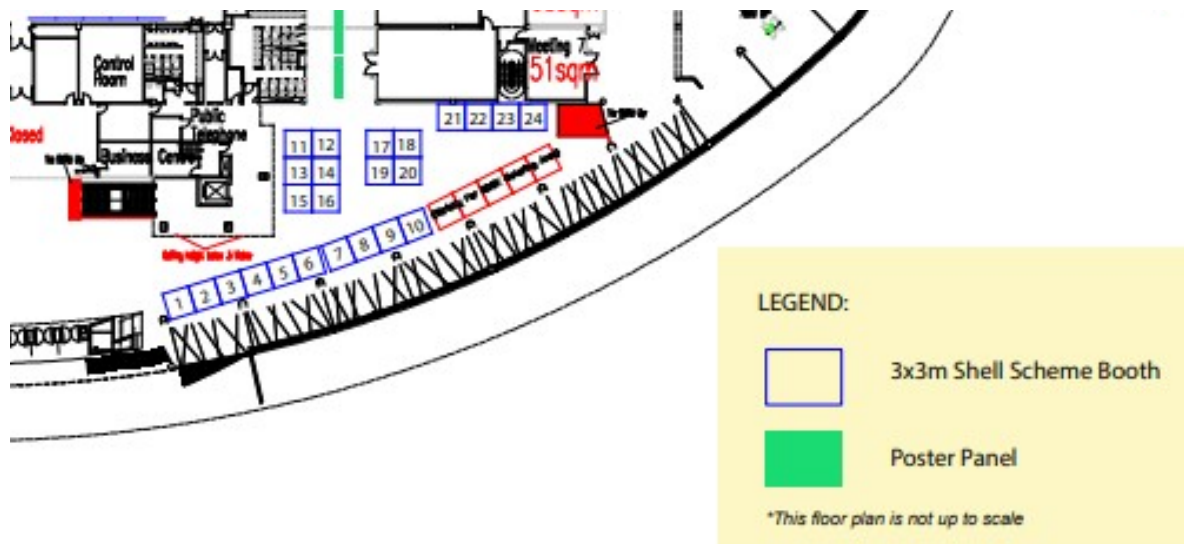 Control
Room
Meeting 7
51sqm
Public
Telephone
Business Center
21 22 23 24
11 12
13 14
15 16
17 18
19 20
1 2 3 4 5 6 7 8 9 10
LEGEND:
3x3m Shell Scheme Booth
Poster Panel
*This floor plan is not up to scale